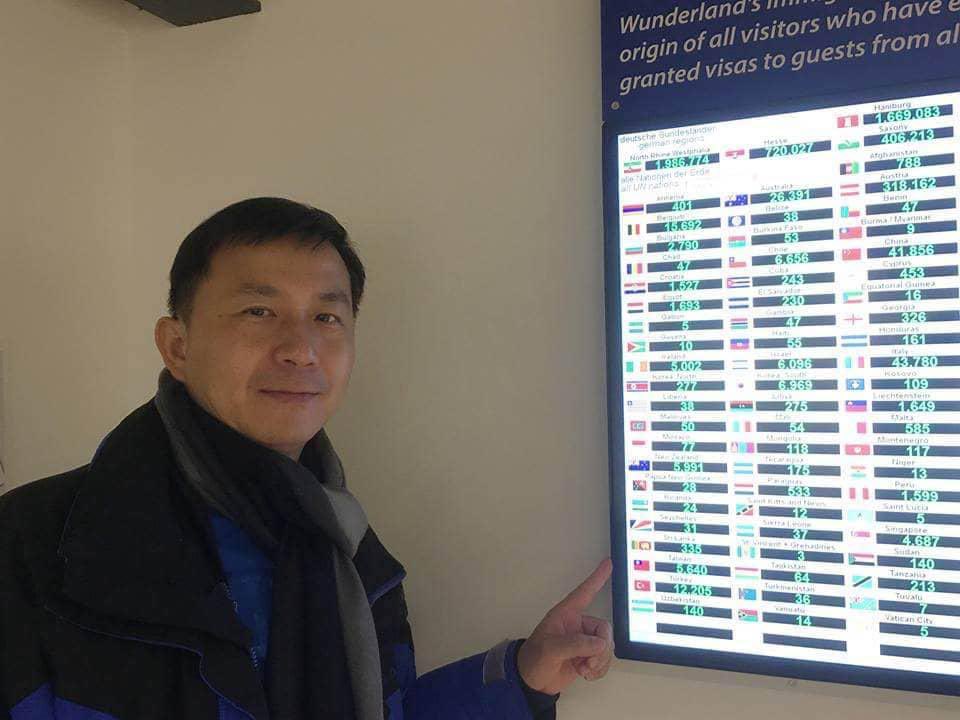 Wunderland's
origin of all visitors who have e
granted visas to guests from al
Hamburg
deutsche Bundesländer 1.669.083
german regions Hesse Saxony
North Rhine Westphalia 720.027 406.213
1.986.774 Afghanistan
alle Nationen der Erde 788
all UN nations Australia Austria
Armenia 26.391 318.162
401 Belize Benin
Belgium 38 47
15.692 Burkina Faso Burma / Myanmar
Bulgaria 53 9
2.790 Chile China
Chad 6.656 41.856
47 Cuba Cyprus
Croatia 243 453
1.527 El Salvador Equatorial Guinea
Egypt 230 16
1.693 Gambia Georgia
Gabon 47 326
5 Haiti Honduras
Guyana 55 161
10 Israel Italy
Ireland 6.096 43.780
5.002 Korea, South Kosovo
Korea, North 6.969 109
277 Liechtenstein
Liberia 275 1.649
38 Malta
Maldives 54 585
50 Mongolia Montenegro
Monaco 118 117
77 Nicaragua Niger
New Zealand 175 13
5.991 Paraguay Peru
Papua New Guinea 533 1.599
28 Saint Kitts and Nevis Saint Lucia
Rwanda 12 5
24 Sierra Leone Singapore
Seychelles 37 4.687
31 St. Vincent + Grenadines Sudan
Sri Lanka 3 140
335 Tajikistan Tanzania
Taiwan 64 213
5.640 Turkmenistan Tuvalu
Turkey 36 7
12.205 Vanuatu Vatican City
Uzbekistan 14 5
140